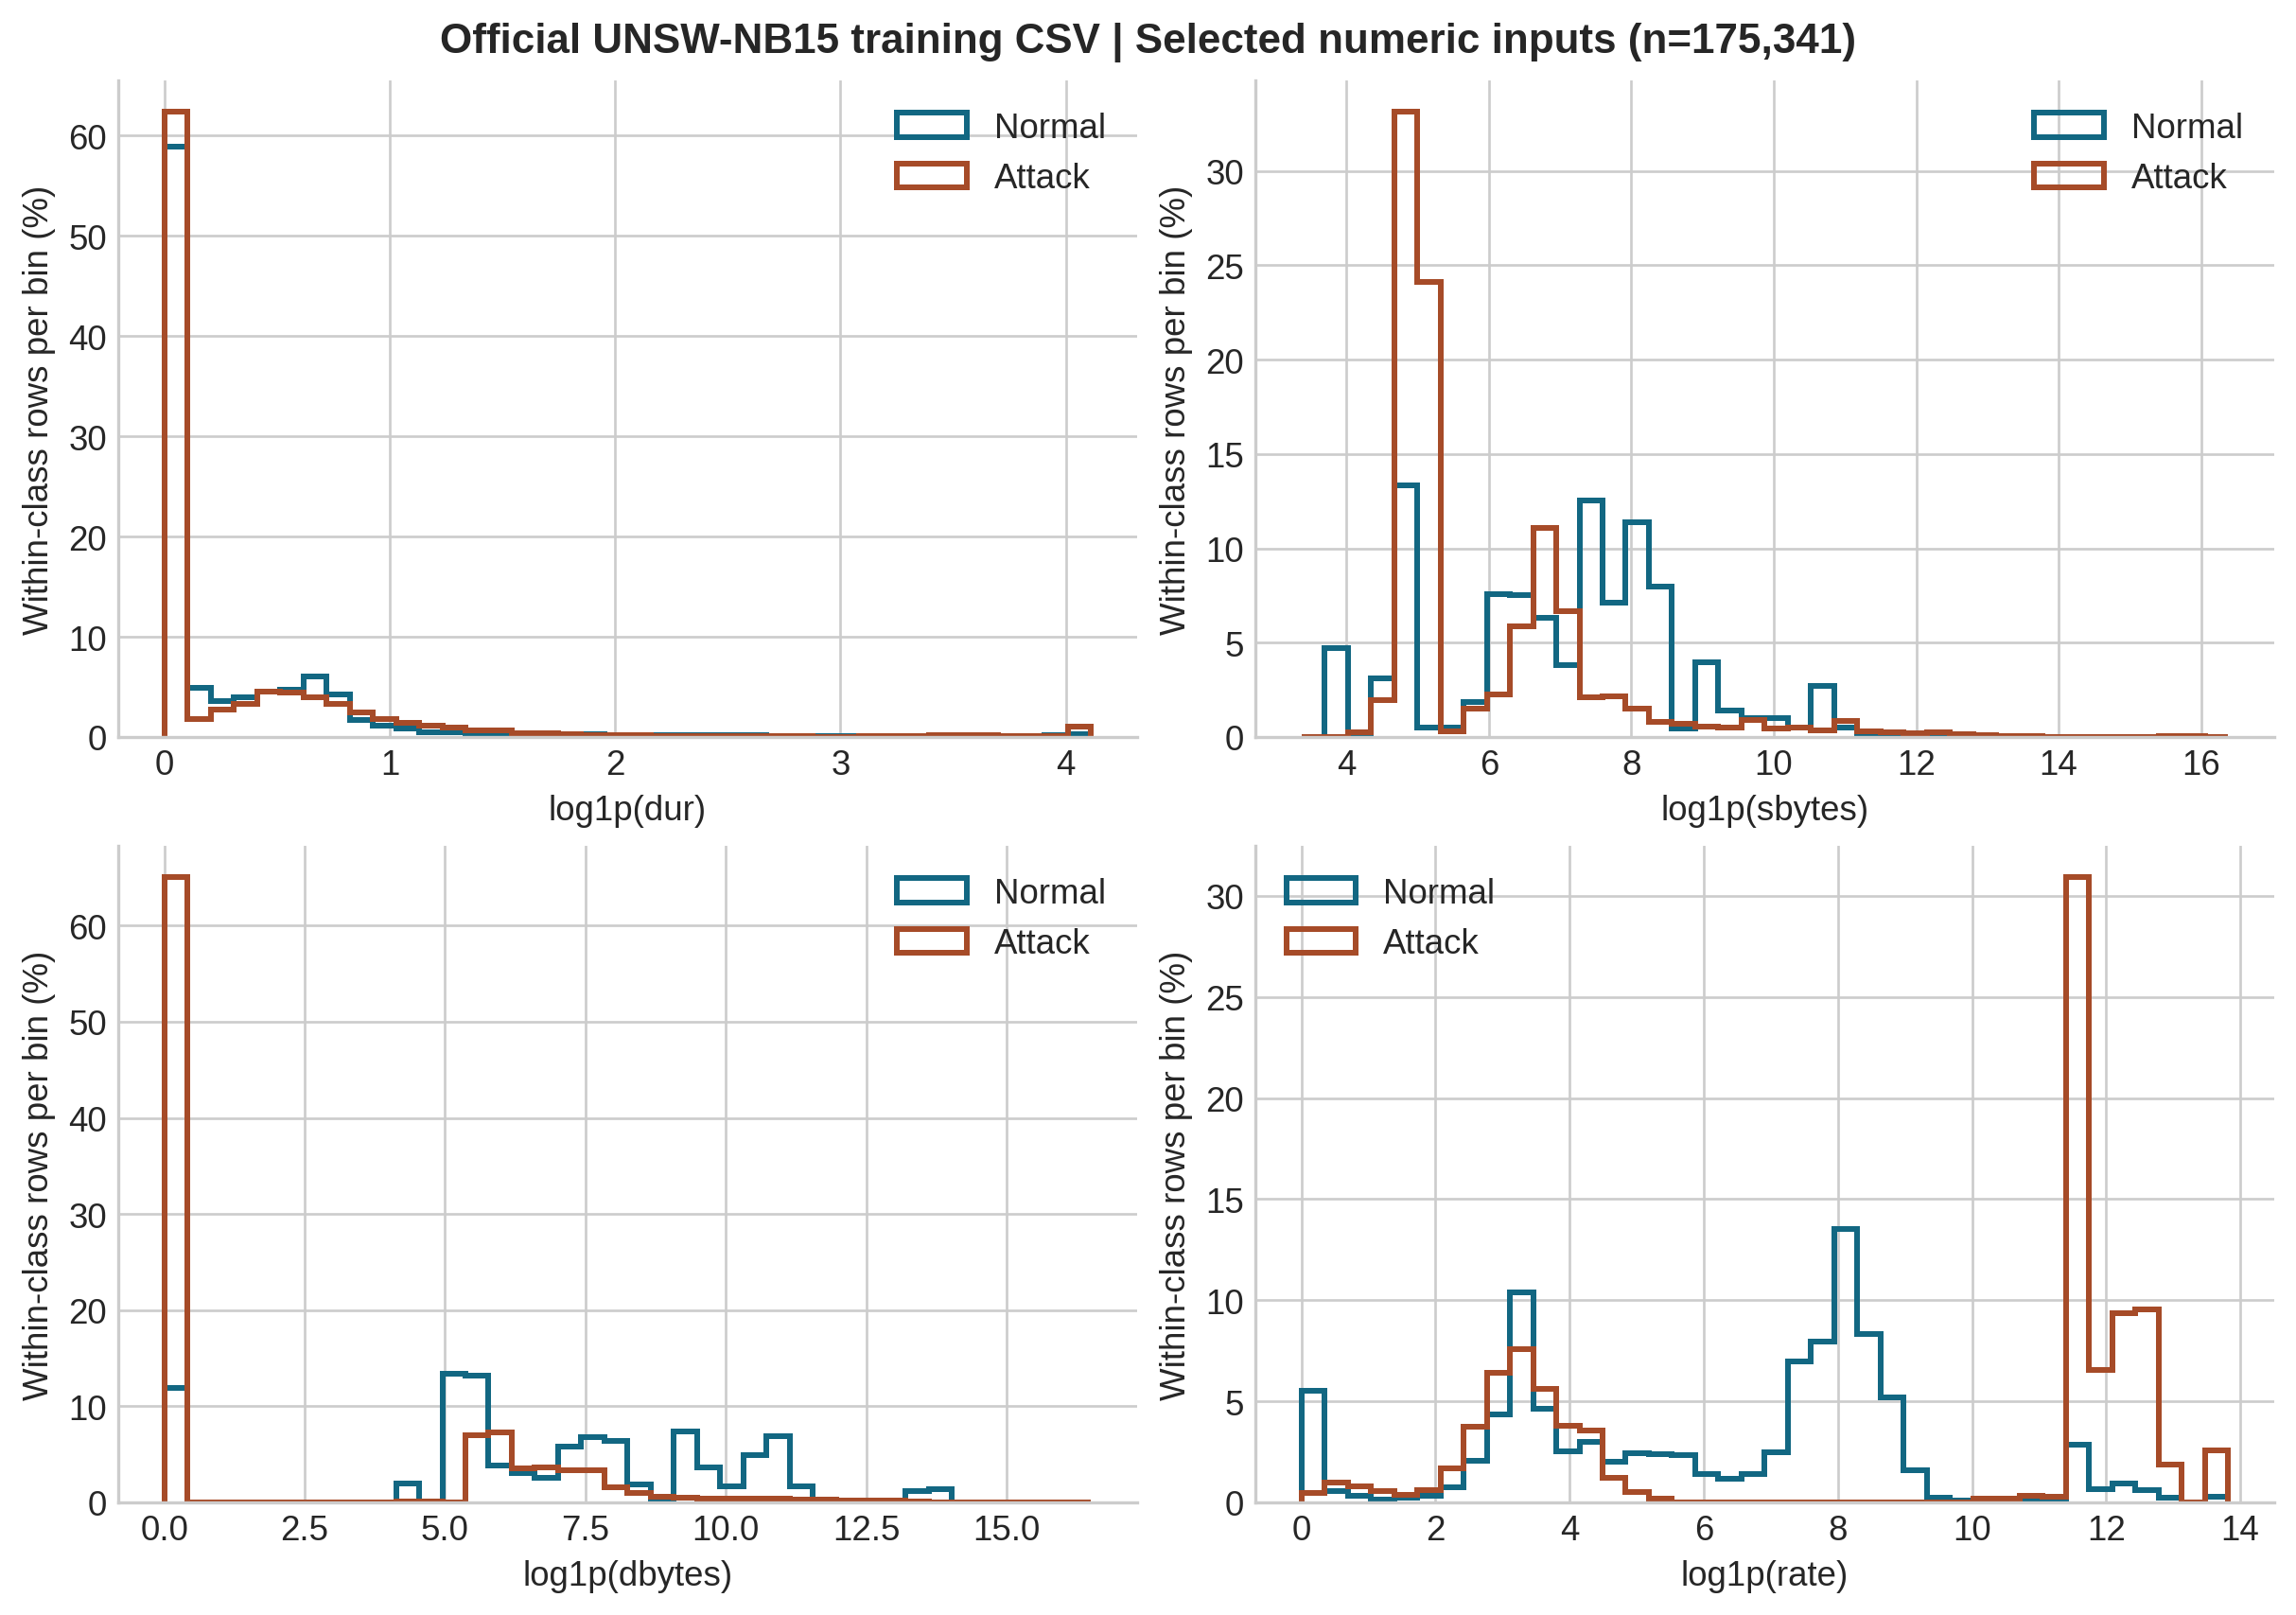 Official UNSW-NB15 training CSV | Selected numeric inputs (n=175,341)
Within-class rows per bin (%)
60
50
40
30
20
10
0
0 1 2 3 4
log1p(dur)
Normal
Attack
Within-class rows per bin (%)
30
25
20
15
10
5
0
4 6 8 10 12 14 16
log1p(sbytes)
Normal
Attack
Within-class rows per bin (%)
60
50
40
30
20
10
0
0.0 2.5 5.0 7.5 10.0 12.5 15.0
log1p(dbytes)
Normal
Attack
Within-class rows per bin (%)
30
25
20
15
10
5
0
0 2 4 6 8 10 12 14
log1p(rate)
Normal
Attack